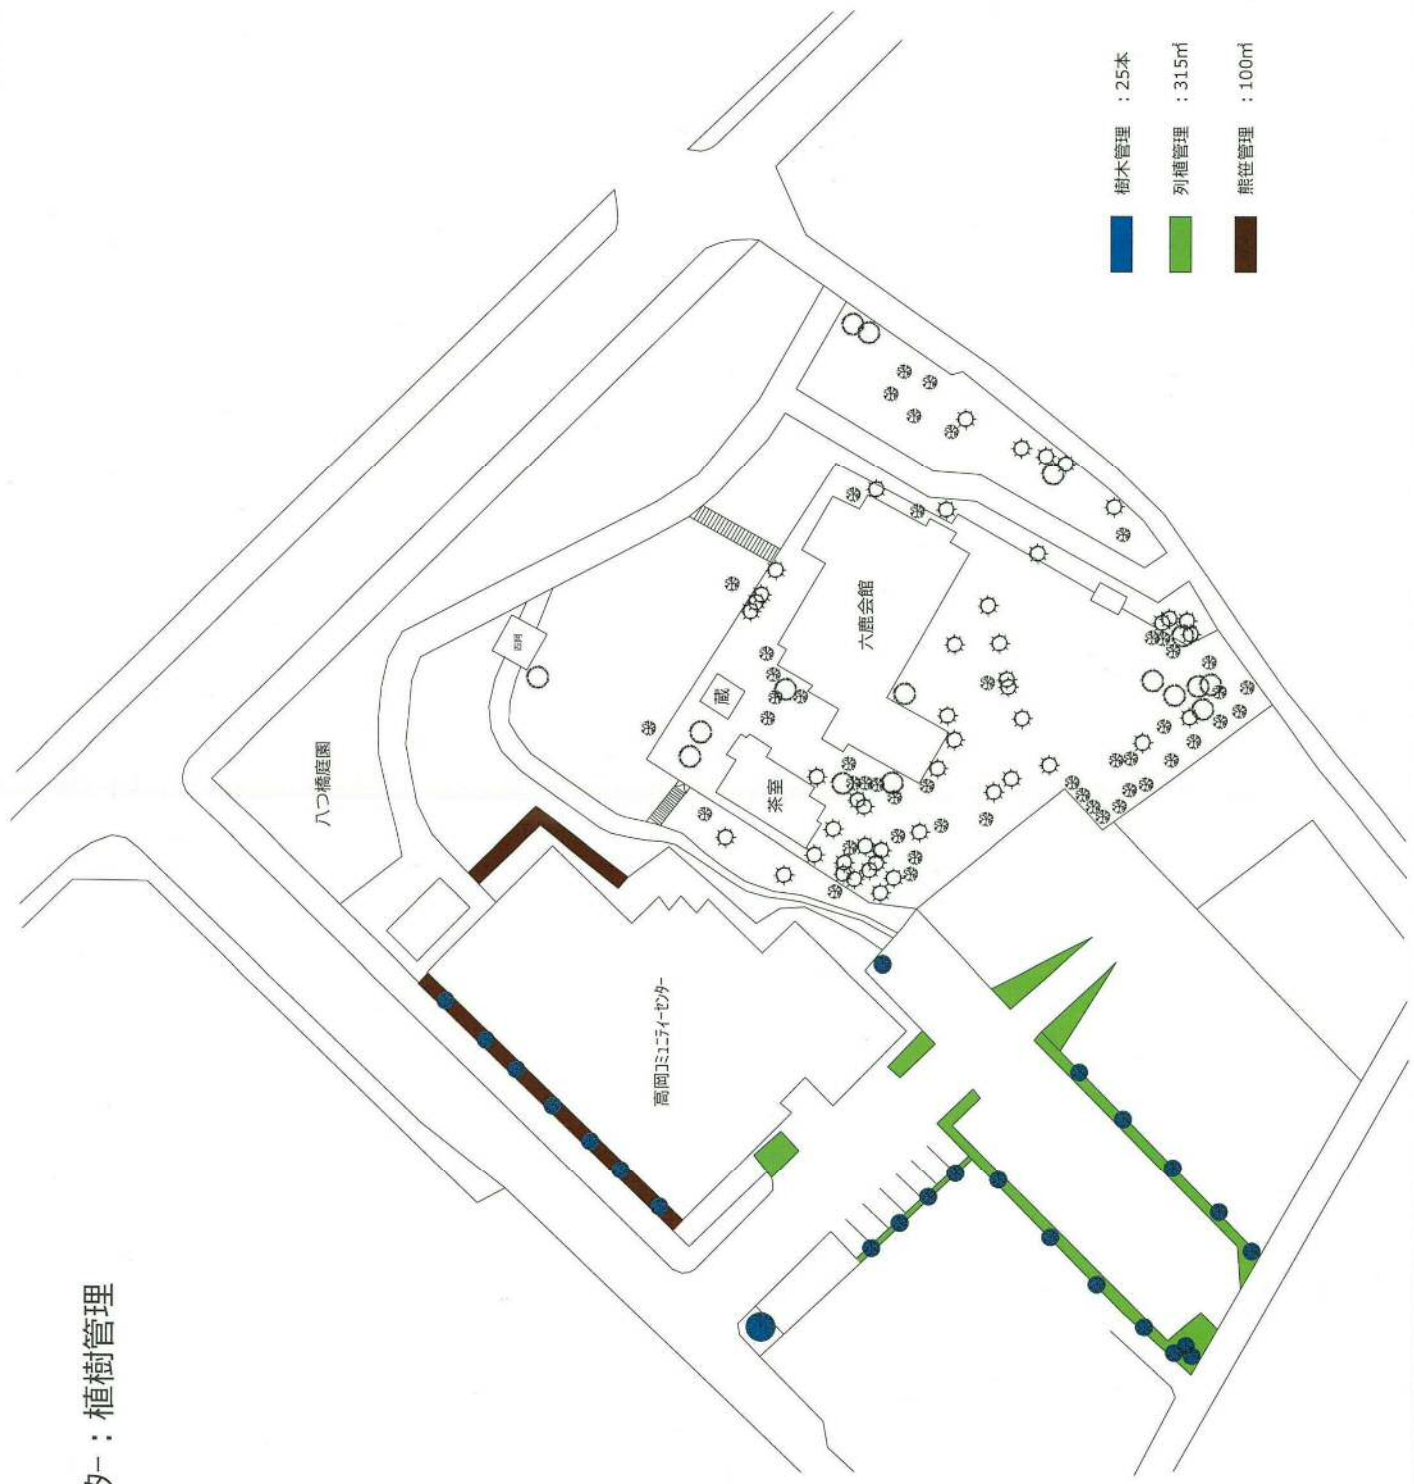 ター：植樹管理
八つ橋庭園
四阿
蔵
茶室
六鹿会館
高岡コミュニティーセンター
樹木管理 ：25本
列植管理 ：315㎡
熊笹管理 ：100㎡